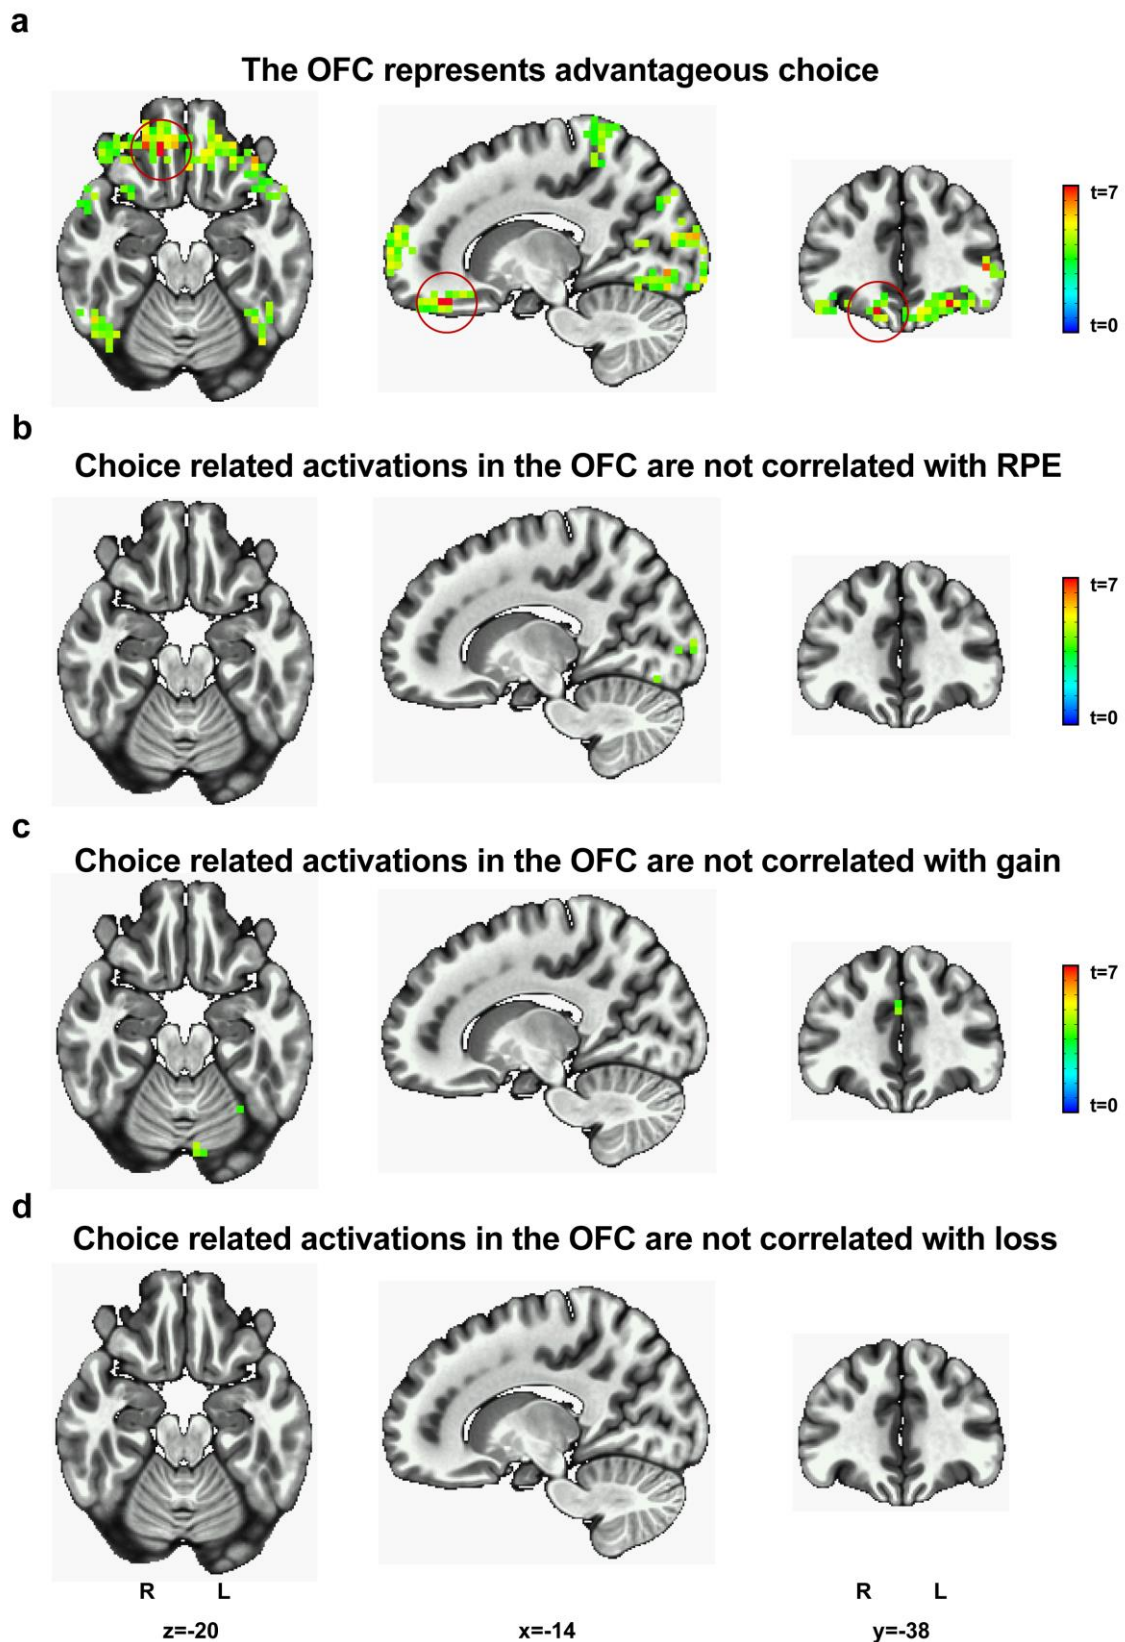 a
The OFC represents advantageous choice
t=7
t=0
b
Choice related activations in the OFC are not correlated with RPE
t=7
t=0
c
Choice related activations in the OFC are not correlated with gain
t=7
t=0
d
Choice related activations in the OFC are not correlated with loss
R L R L
z=-20 x=-14 y=-38